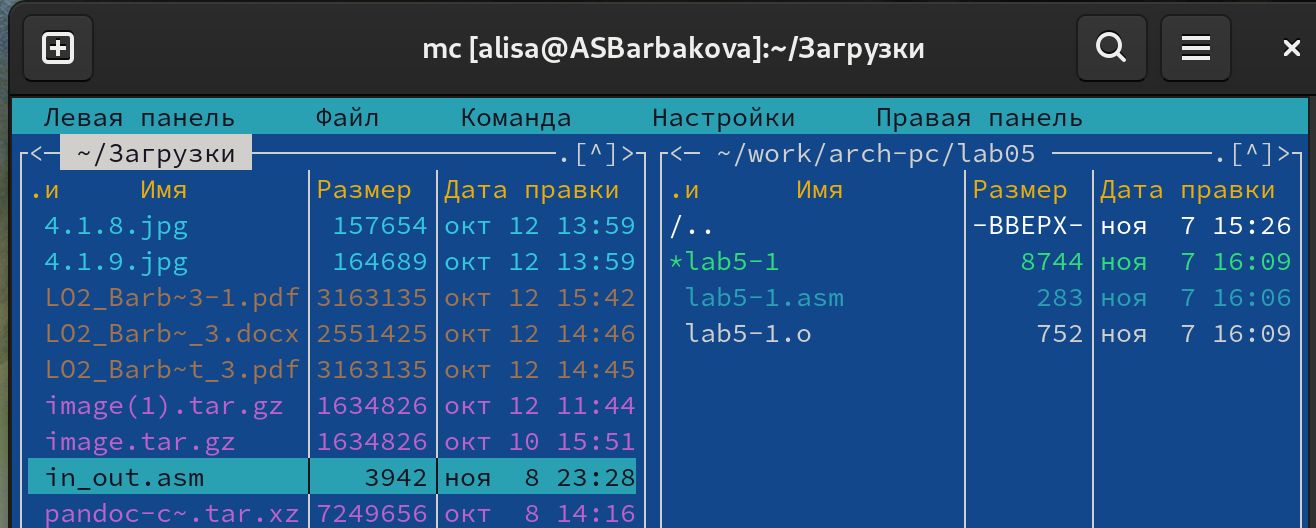 mc [alisa@ASBarbakova]:~/Загрузки
Левая панель Файл Команда Настройки Правая панель
<─ ~/Загрузки .[^]> <─ ~/work/arch-pc/lab05 .[^]>
.и Имя Размер Дата правки .и Имя Размер Дата правки
4.1.8.jpg 157654 окт 12 13:59 /.. -ВВЕРХ- ноя 7 15:26
4.1.9.jpg 164689 окт 12 13:59 *lab5-1 8744 ноя 7 16:09
LO2_Barb~3-1.pdf 3163135 окт 12 15:42 lab5-1.asm 283 ноя 7 16:06
LO2_Barb~_3.docx 2551425 окт 12 14:46 lab5-1.o 752 ноя 7 16:09
LO2_Barb~t_3.pdf 3163135 окт 12 14:45
image(1).tar.gz 1634826 окт 12 11:44
image.tar.gz 1634826 окт 10 15:51
in_out.asm 3942 ноя 8 23:28
pandoc-c~.tar.xz 7249656 окт 8 14:16